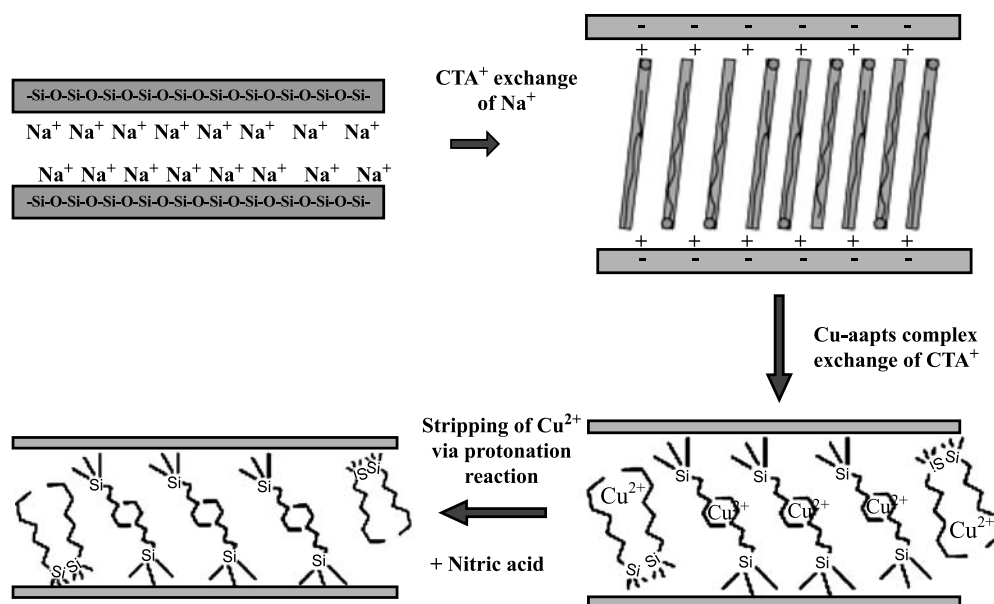 -Si-O-Si-O-Si-O-Si-O-Si-O-Si-O-Si-O-Si-
Na⁺ Na⁺ Na⁺ Na⁺ Na⁺ Na⁺ Na⁺ Na⁺
Na⁺ Na⁺ Na⁺ Na⁺ Na⁺ Na⁺ Na⁺ Na⁺
-Si-O-Si-O-Si-O-Si-O-Si-O-Si-O-Si-O-Si-
CTA⁺ exchange
of Na⁺
- - - - - -
+ + + + + +
+ + + + + +
- - - - - -
Cu-aapts complex
exchange of CTA⁺
Stripping of Cu²⁺
via protonation
reaction
+ Nitric acid
Si Si Si Si Si
Si Si Si Si Si
Si Si Si Si Si
Cu²⁺ Cu²⁺ Cu²⁺ Cu²⁺ Cu²⁺
Si Si Si Si Si